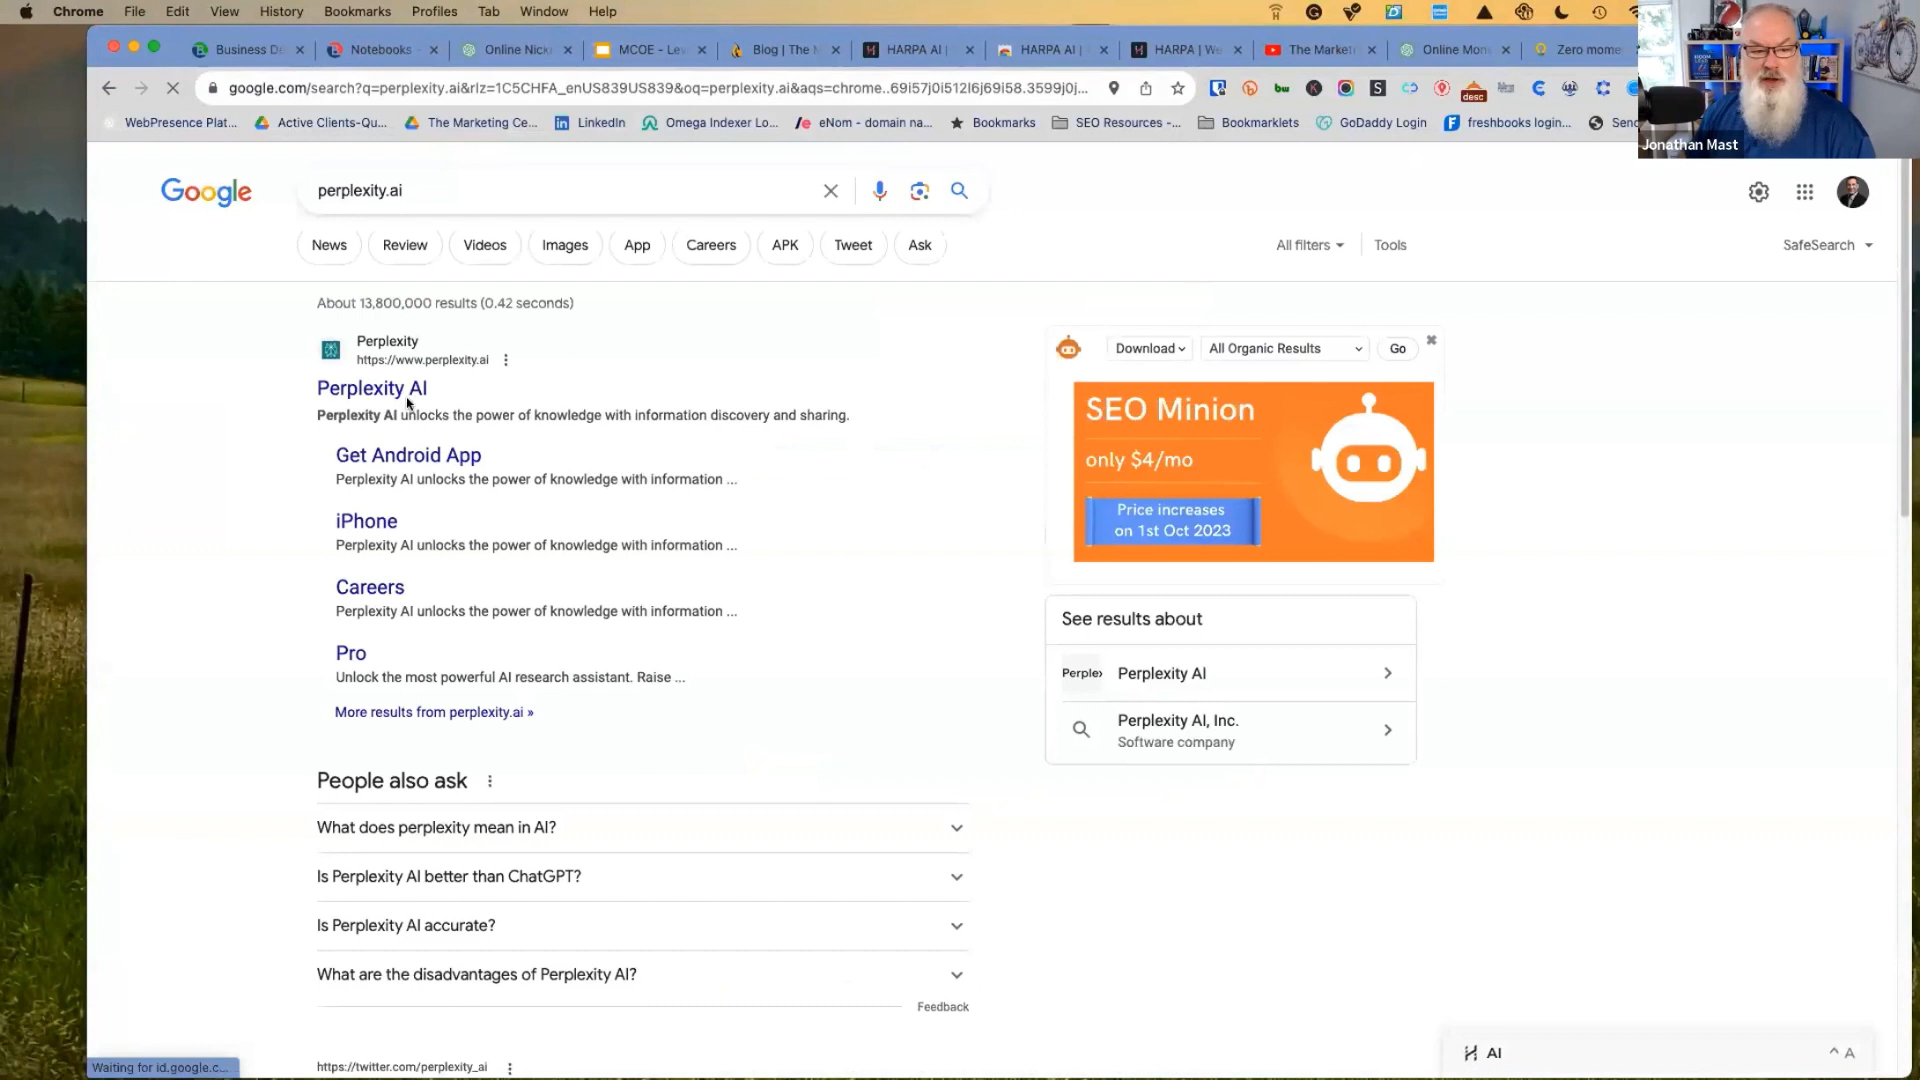 Chrome File Edit View History Bookmarks Profiles Tab Window Help
Business D Notebooks - Online Nick MCOE - Le Blog | The M HARPA AI | HARPA AI | HARPA | We The Market Online Mon Zero mome
google.com/search?q=perplexity.ai&rlz=1C5CHFA_enUS839US839&oq=perplexity.ai&aqs=chrome..69i57j0i512l6j69i58.3599j0j...
desc
WebPresence Plat... Active Clients-Qu... The Marketing Ce... LinkedIn Omega Indexer Lo... eNom - domain na... Bookmarks SEO Resources -... Bookmarklets GoDaddy Login freshbooks login... Send
Jonathan Mast
Google
perplexity.ai
News Review Videos Images App Careers APK Tweet Ask
All filters Tools SafeSearch
About 13,800,000 results (0.42 seconds)
Perplexity
https://www.perplexity.ai
Perplexity AI
Perplexity AI unlocks the power of knowledge with information discovery and sharing.
Get Android App
Perplexity AI unlocks the power of knowledge with information ...
iPhone
Perplexity AI unlocks the power of knowledge with information ...
Careers
Perplexity AI unlocks the power of knowledge with information ...
Pro
Unlock the most powerful AI research assistant. Raise ...
More results from perplexity.ai »
Download All Organic Results Go
SEO Minion
only $4/mo
Price increases
on 1st Oct 2023
See results about
Perplex Perplexity AI
Perplexity AI, Inc.
Software company
People also ask
What does perplexity mean in AI?
Is Perplexity AI better than ChatGPT?
Is Perplexity AI accurate?
What are the disadvantages of Perplexity AI?
Feedback
https://twitter.com/perplexity_ai
Waiting for id.google.c...
AI
^ A